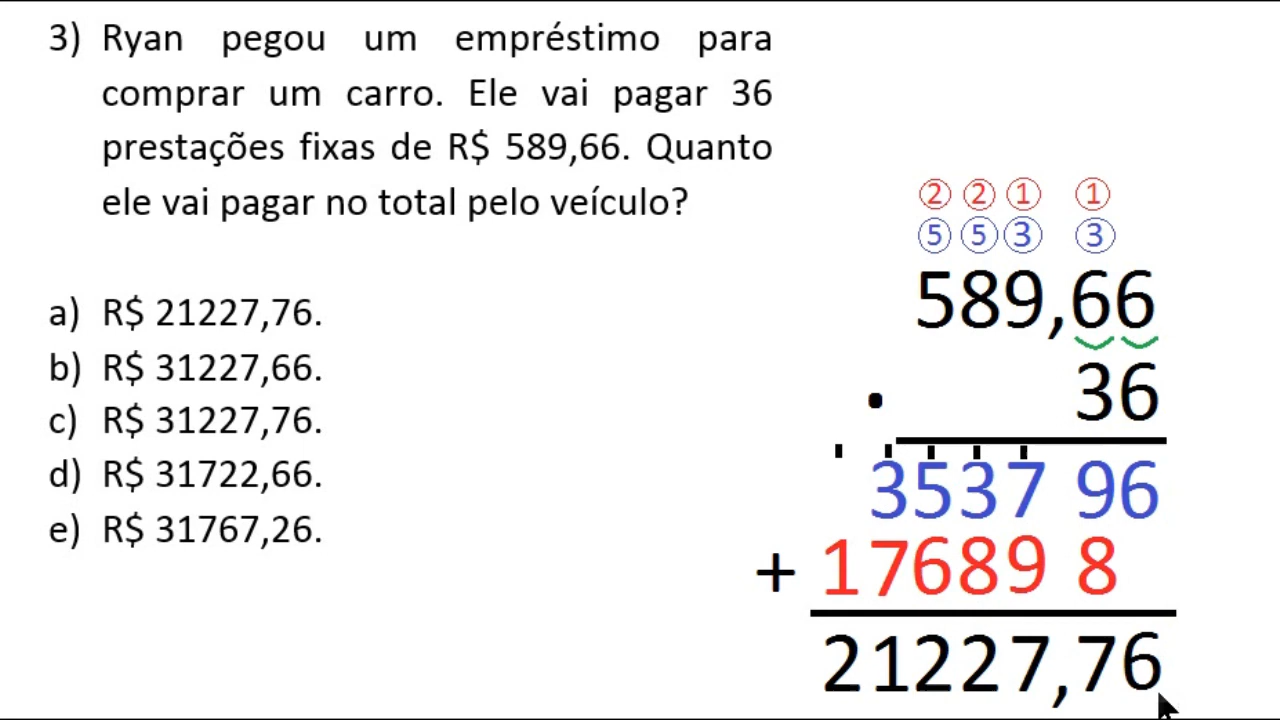 3) Ryan pegou um empréstimo para
comprar um carro. Ele vai pagar 36
prestações fixas de R$ 589,66. Quanto
ele vai pagar no total pelo veículo?
a) R$ 21227,76.
b) R$ 31227,66.
c) R$ 31227,76.
d) R$ 31722,66.
e) R$ 31767,26.
2 2 1 1
5 5 3 3
589,66
. 36
3537 96
+ 17689 8
21227,76